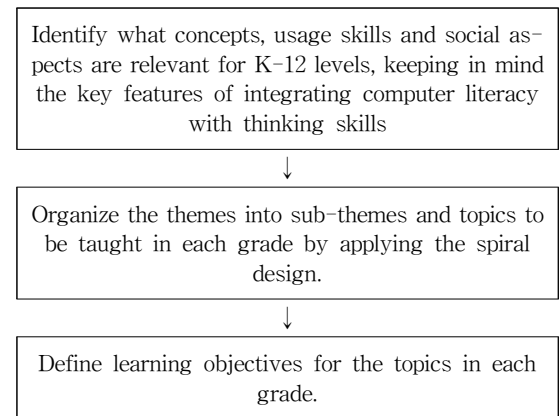 Identify what concepts, usage skills and social as-
pects are relevant for K-12 levels, keeping in mind
the key features of integrating computer literacy
with thinking skills
↓
Organize the themes into sub-themes and topics to
be taught in each grade by applying the spiral
design.
↓
Define learning objectives for the topics in each
grade.